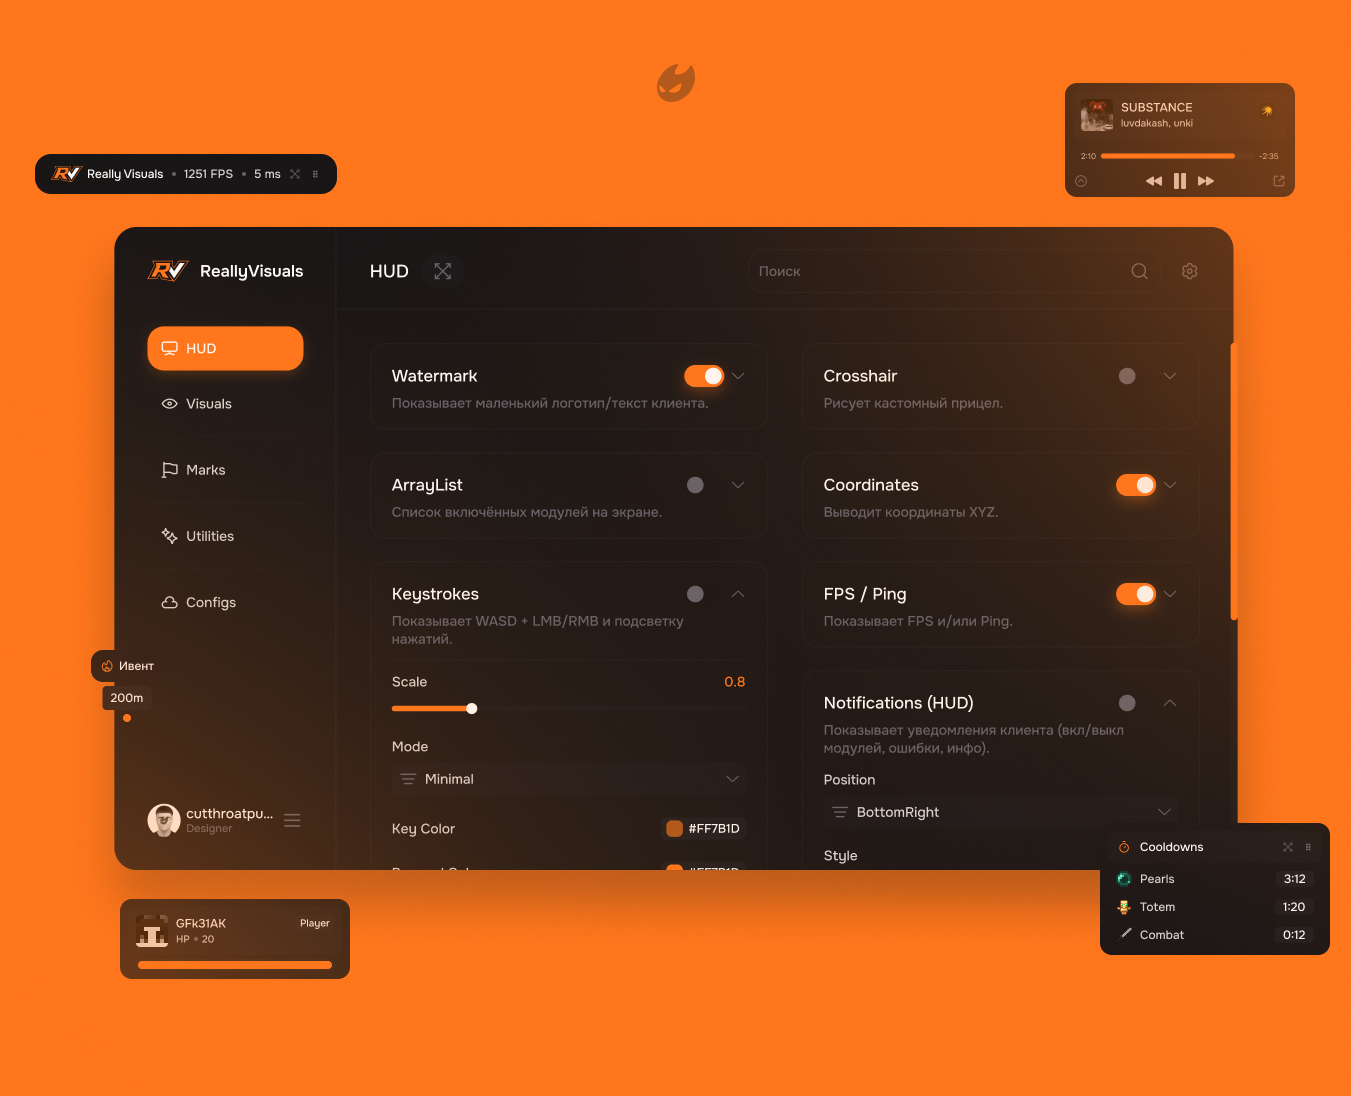 SUBSTANCE
luvdakash, unki
2:10
-2:35
RV Really Visuals • 1251 FPS • 5 ms
RV ReallyVisuals
HUD
Поиск
HUD
Visuals
Marks
Utilities
Configs
Ивент
200m
cutthroatpu...
Designer
Watermark
Показывает маленький логотип/текст клиента.
ArrayList
Список включённых модулей на экране.
Keystrokes
Показывает WASD + LMB/RMB и подсветку
нажатий.
Scale
0.8
Mode
Minimal
Key Color
#FF7B1D
#FF7B1D
Crosshair
Рисует кастомный прицел.
Coordinates
Выводит координаты XYZ.
FPS / Ping
Показывает FPS и/или Ping.
Notifications (HUD)
Показывает уведомления клиента (вкл/выкл
модулей, ошибки, инфо).
Position
BottomRight
Style
Cooldowns
Pearls
3:12
Totem
1:20
Combat
0:12
GFk31AK
Player
HP • 20